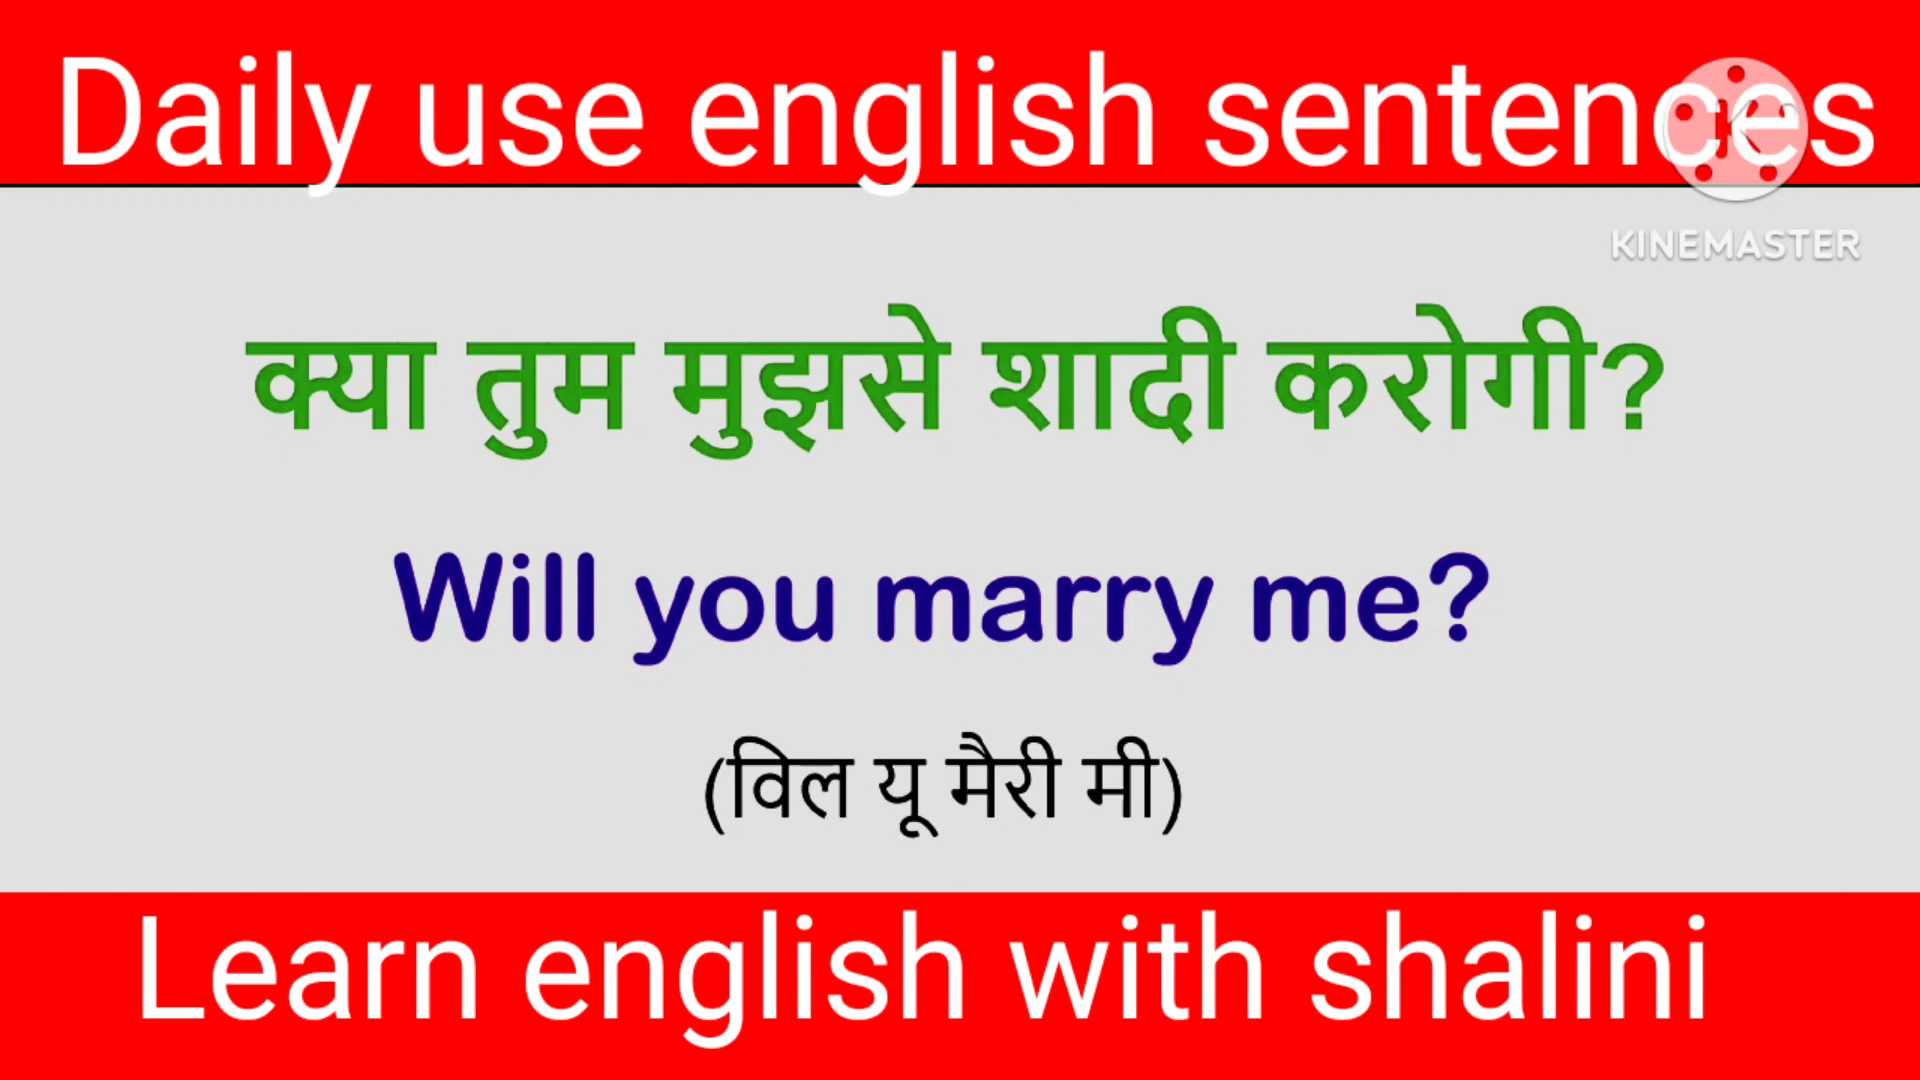 Daily use english sentences
KINEMASTER
क्या तुम मुझसे शादी करोगी?
Will you marry me?
(विल यू मैरी मी)
Learn english with shalini